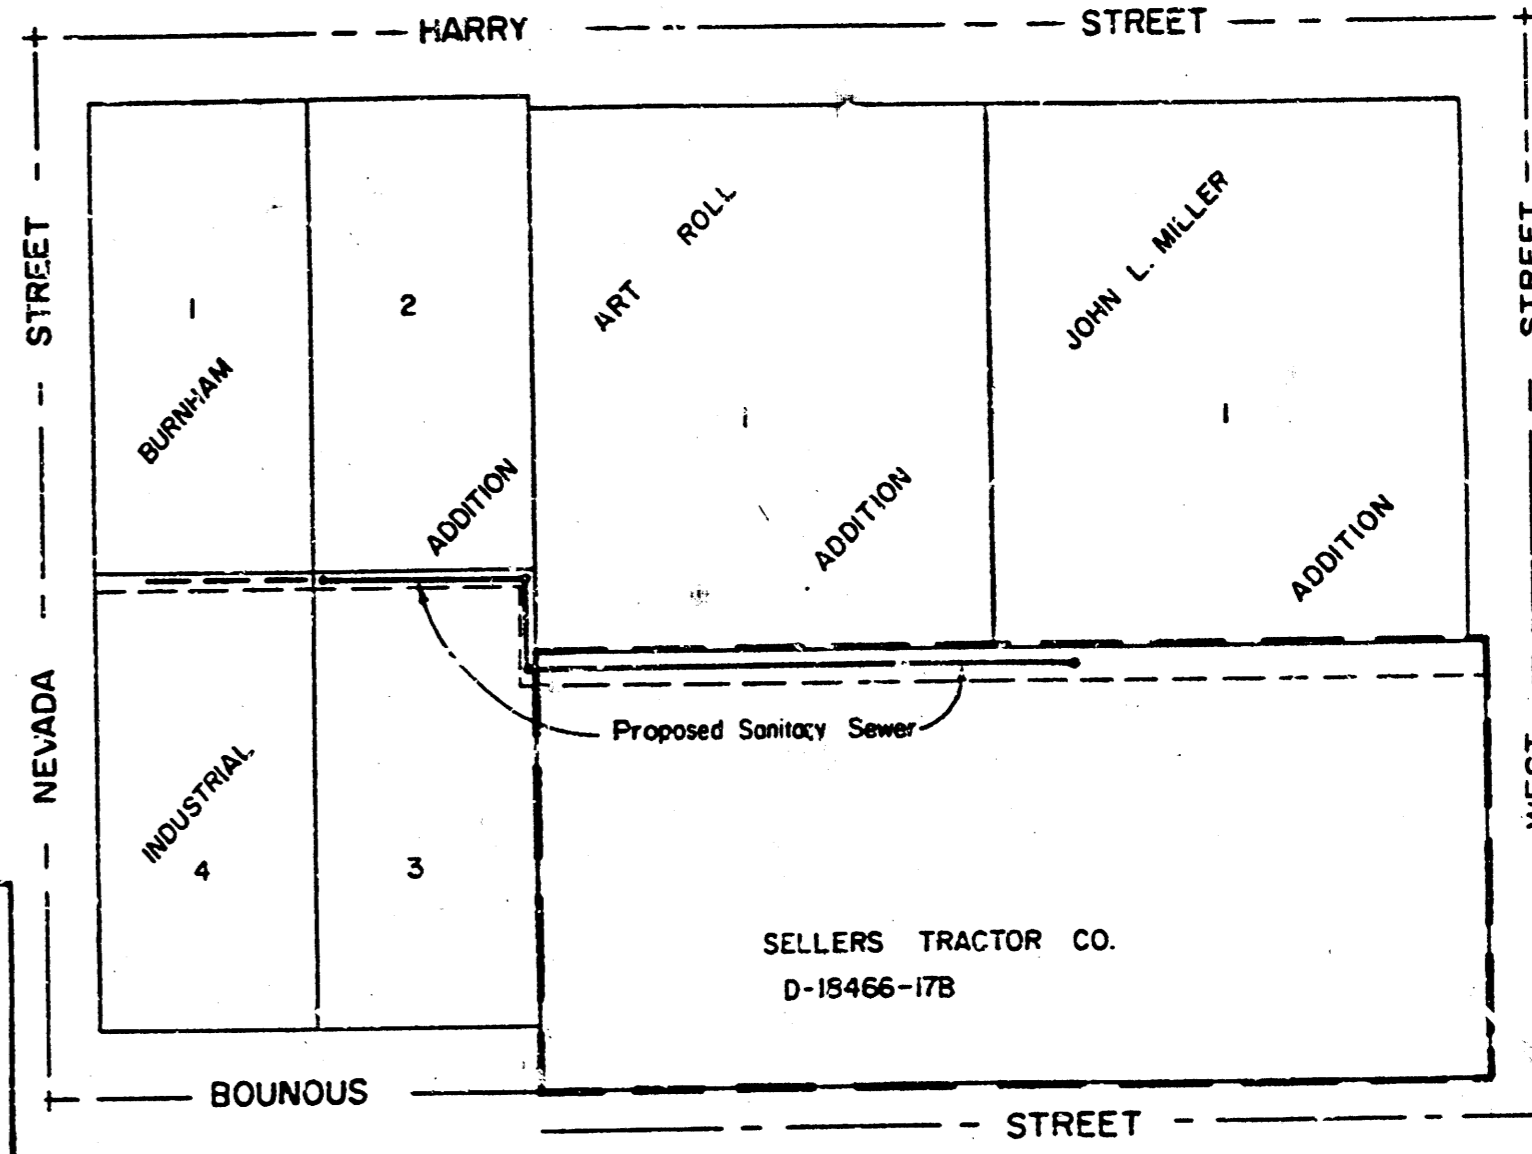 HARRY STREET
NEVADA STREET
WEST STREET
BOUNOUS STREET
BURNHAM INDUSTRIAL ADDITION
1
2
4
3
ART ROLL ADDITION
1
JOHN L. MILLER ADDITION
1
Proposed Sanitary Sewer
SELLERS TRACTOR CO.
D-18466-17B